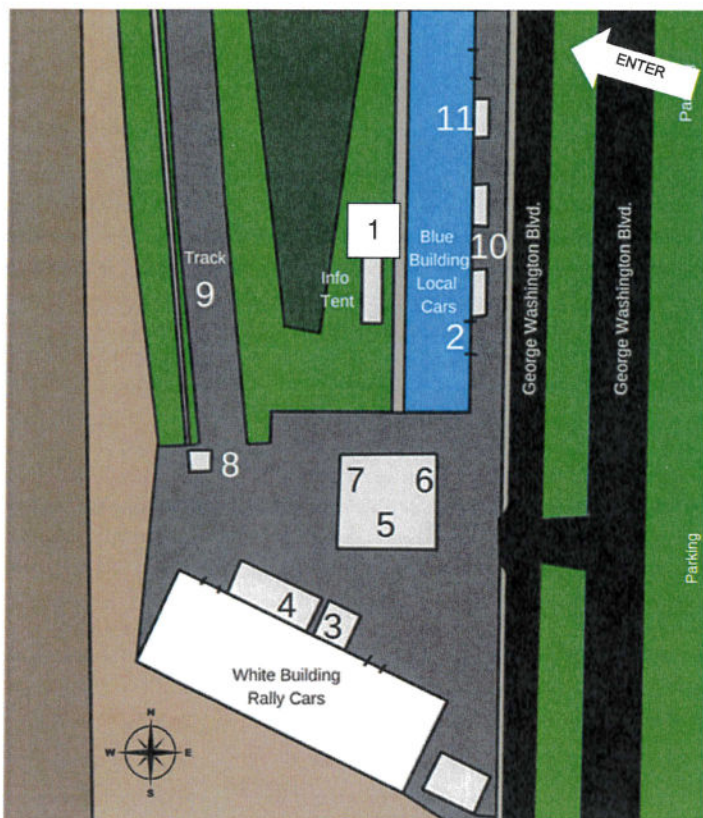 ENTER
Pa
11
George Washington Blvd.
George Washington Blvd.
1
Blue
Building
Local
Cars
10
Track
9
Info
Tent
2
8
7
6
5
Parking
4
3
White Building
Rally Cars
N
W
E
S